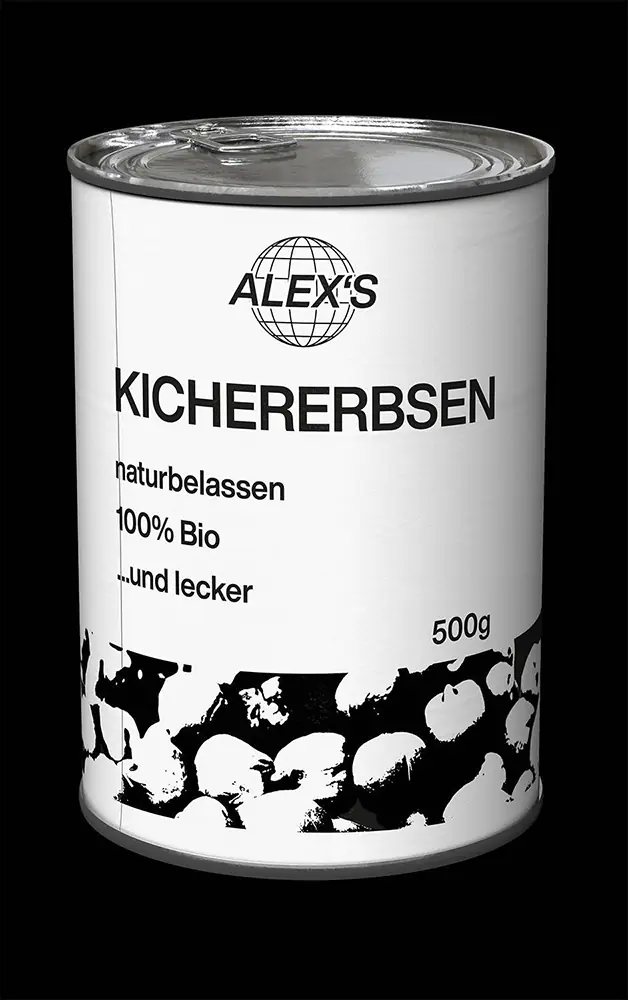 ALEX'S
KICHERERBSEN
naturbelassen
100% Bio
...und lecker
500g